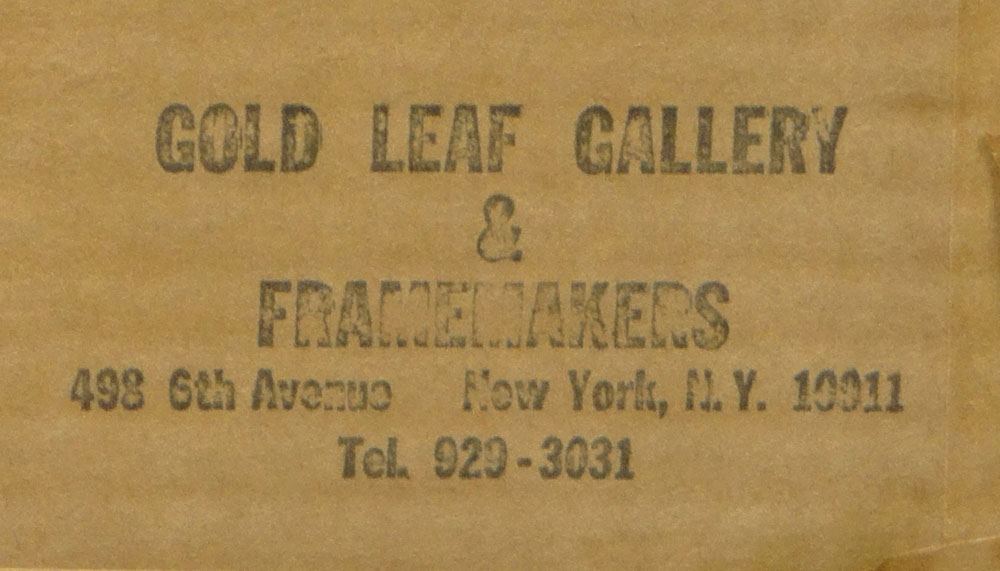 GOLD LEAF GALLERY
&
FRAMEMAKERS
498 6th Avenue New York, N.Y. 10011
Tel. 929-3031